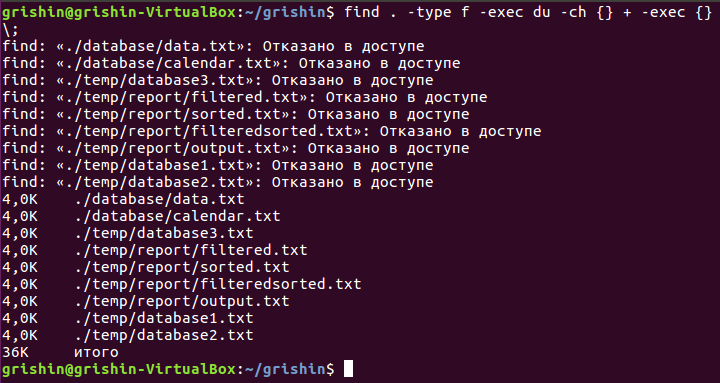 grishin@grishin-VirtualBox:~/grishin$ find . -type f -exec du -ch {} + -exec {}
\;
find: «./database/data.txt»: Отказано в доступе
find: «./database/calendar.txt»: Отказано в доступе
find: «./temp/database3.txt»: Отказано в доступе
find: «./temp/report/filtered.txt»: Отказано в доступе
find: «./temp/report/sorted.txt»: Отказано в доступе
find: «./temp/report/filteredsorted.txt»: Отказано в доступе
find: «./temp/report/output.txt»: Отказано в доступе
find: «./temp/database1.txt»: Отказано в доступе
find: «./temp/database2.txt»: Отказано в доступе
4,0K    ./database/data.txt
4,0K    ./database/calendar.txt
4,0K    ./temp/database3.txt
4,0K    ./temp/report/filtered.txt
4,0K    ./temp/report/sorted.txt
4,0K    ./temp/report/filteredsorted.txt
4,0K    ./temp/report/output.txt
4,0K    ./temp/database1.txt
4,0K    ./temp/database2.txt
36K     итого
grishin@grishin-VirtualBox:~/grishin$